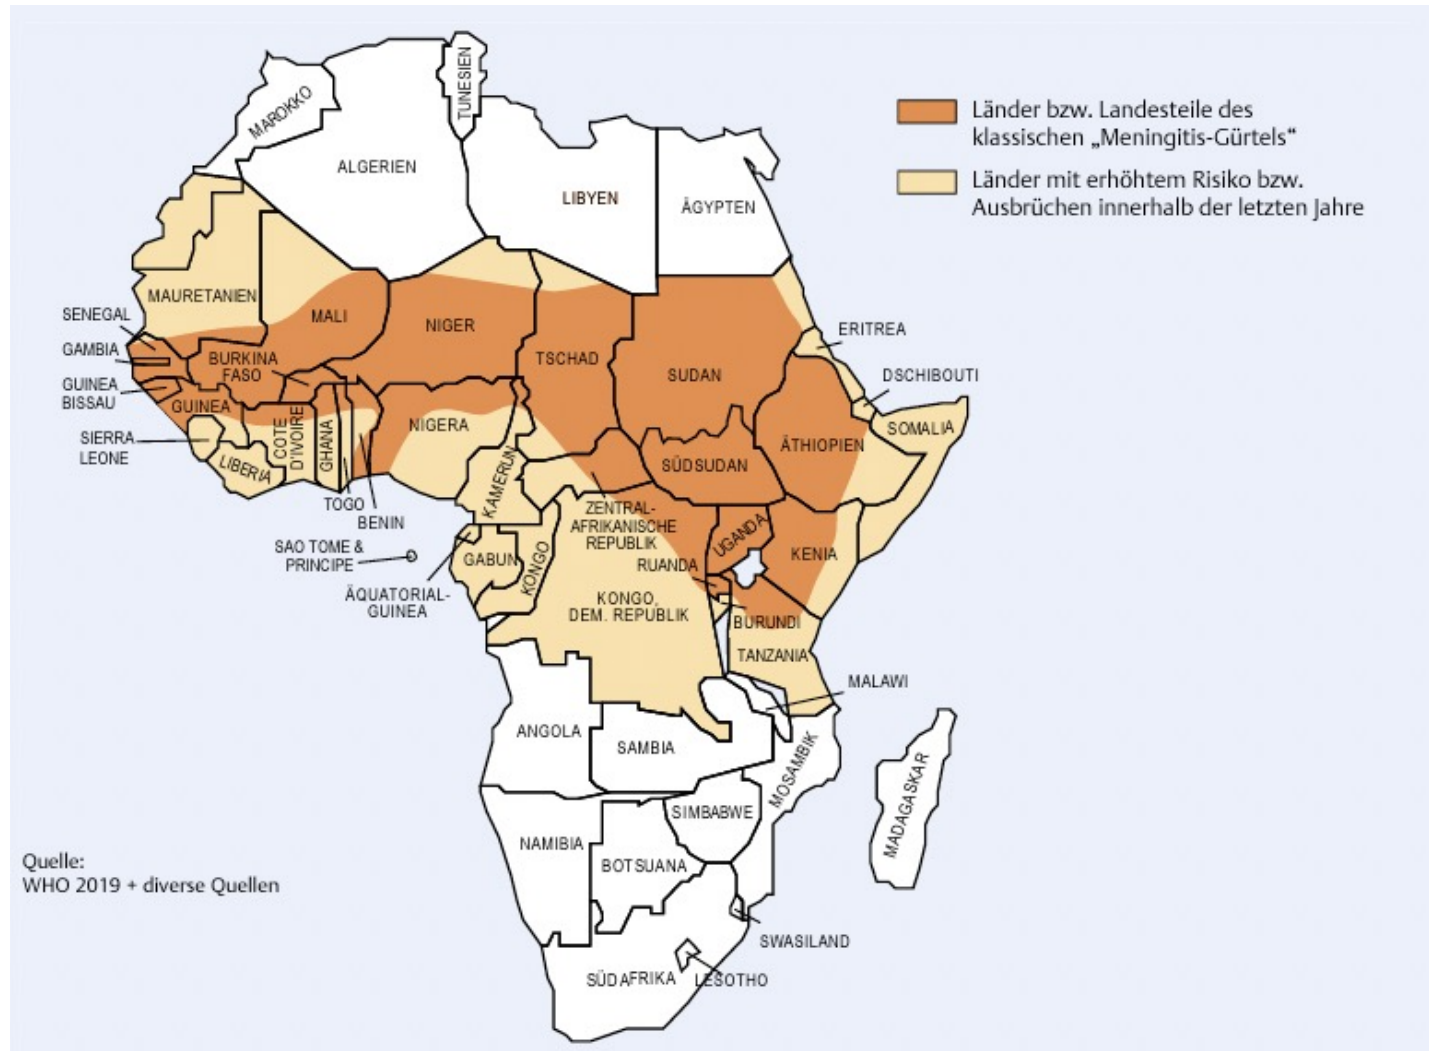 TUNESIEN
MAROKKO
ALGERIEN
LIBYEN
ÄGYPTEN
Länder bzw. Landesteile des
klassischen „Meningitis-Gürtels“
Länder mit erhöhtem Risiko bzw.
Ausbrüchen innerhalb der letzten Jahre
MAURETANIEN
MALI
NIGER
TSCHAD
SUDAN
ERITREA
DSCHIBOUTI
SENEGAL
GAMBIA
GUINEA
BISSAU
BURKINA
FASO
GUINEA
SIERRA
LEONE
LIBERIA
COTE
D'IVOIRE
GHANA
TOGO
BENIN
NIGERA
KAMERUN
SÜDSUDAN
ÄTHIOPIEN
SOMALIA
ZENTRAL-
AFRIKANISCHE
REPUBLIK
UGANDA
KENIA
RUANDA
SAO TOME &
PRINCIPE
ÄQUATORIAL-
GUINEA
GABUN
KONGO
KONGO,
DEM. REPUBLIK
BURUNDI
TANZANIA
MALAWI
ANGOLA
SAMBIA
MOSAMBIK
MADAGASKAR
SIMBABWE
NAMIBIA
BOTSUANA
SWASILAND
SÜDAFRIKA
LESOTHO
Quelle:
WHO 2019 + diverse Quellen